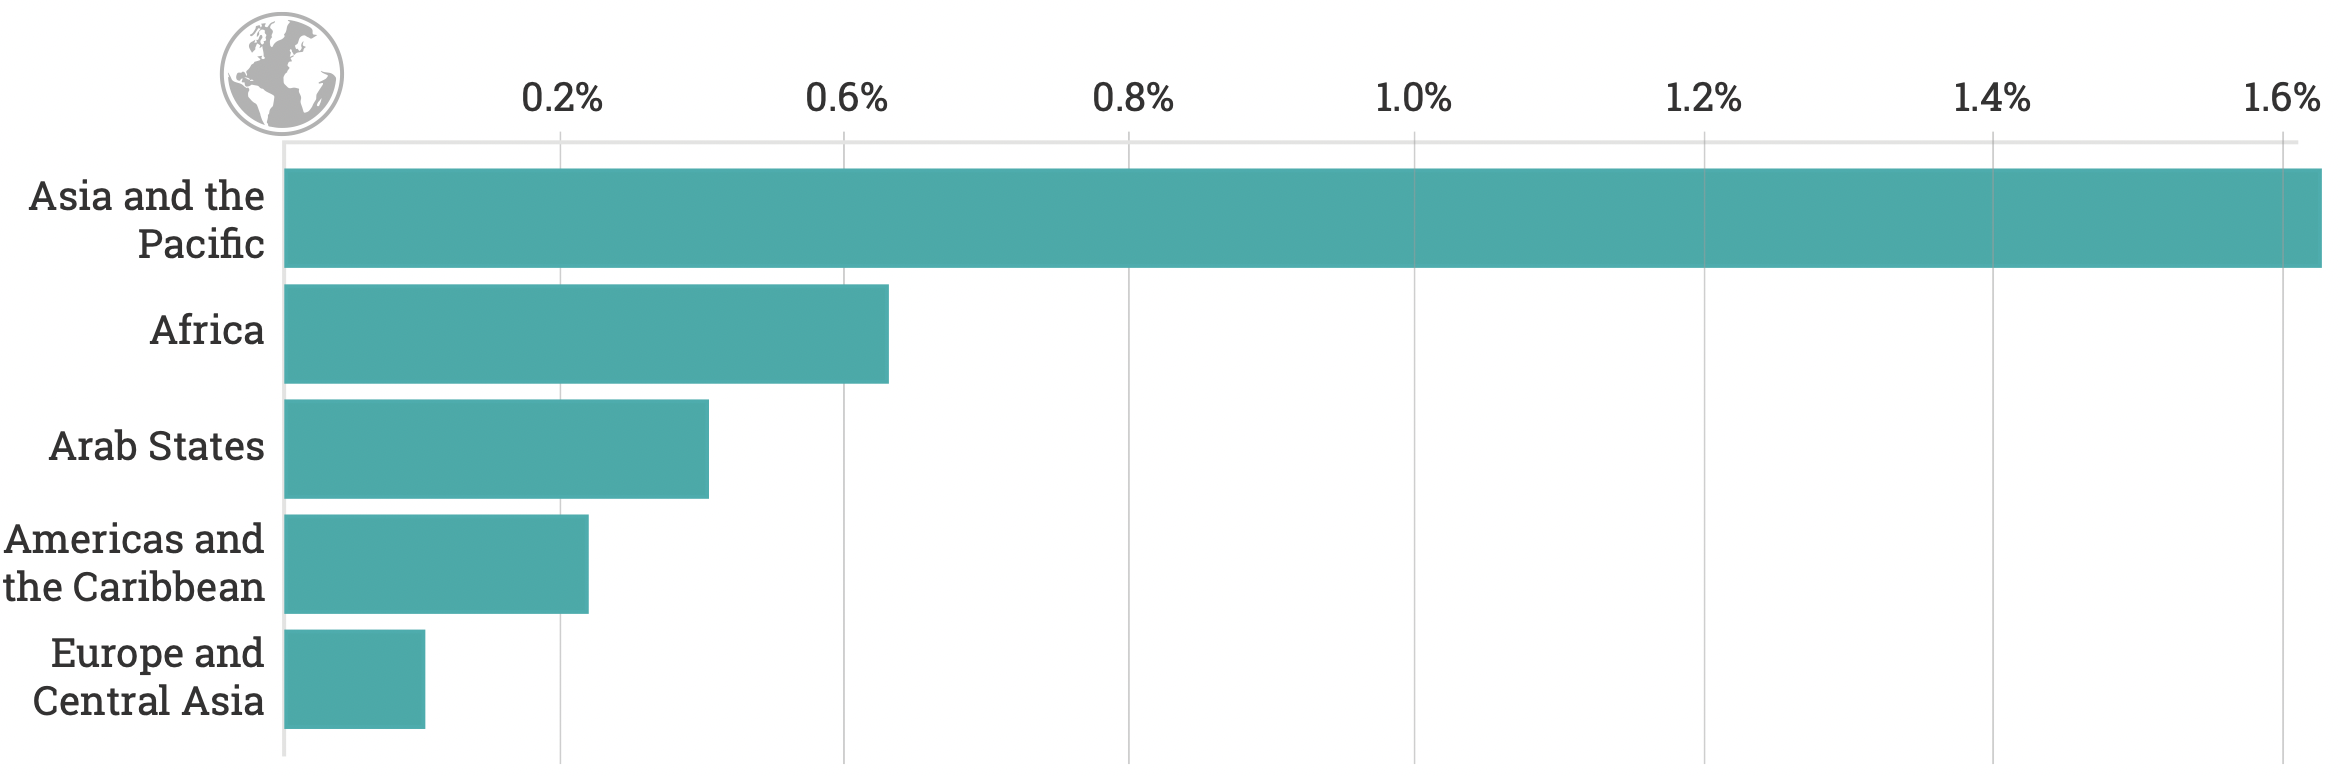 0.2% 0.6% 0.8% 1.0% 1.2% 1.4% 1.6%
Asia and the
Pacific
Africa
Arab States
Americas and
the Caribbean
Europe and
Central Asia